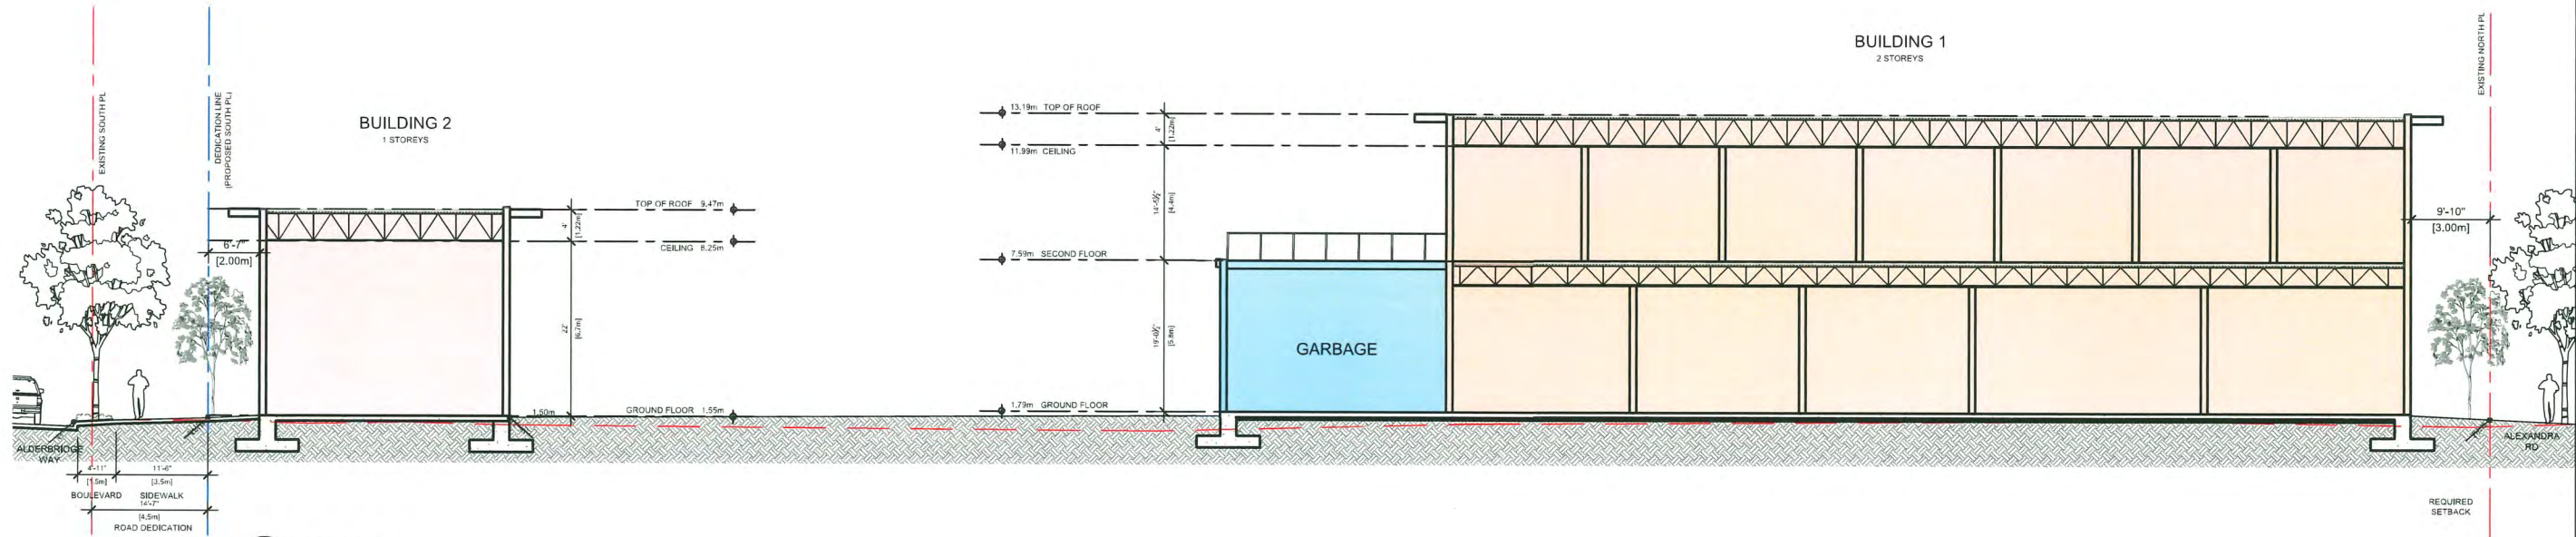 BUILDING 1
2 STOREYS
EXISTING SOUTH PL
DEDICATION LINE
(PROPOSED SOUTH PL)
EXISTING NORTH PL
BUILDING 2
1 STOREYS
13.19m TOP OF ROOF
4'
[1.22m]
11.99m CEILING
14'-5½"
[4.4m]
7.59m SECOND FLOOR
19'-0½"
[5.8m]
1.79m GROUND FLOOR
TOP OF ROOF 9.47m
4'
[1.22m]
CEILING 8.25m
22'
[6.7m]
GROUND FLOOR 1.55m
1.50m
6'-7"
[2.00m]
9'-10"
[3.00m]
GARBAGE
ALDERBRIDGE
WAY
4'-11"
[1.5m]
BOULEVARD
11'-6"
[3.5m]
SIDEWALK
14'-7"
[4.5m]
ROAD DEDICATION
ALEXANDRA
RD
REQUIRED
SETBACK